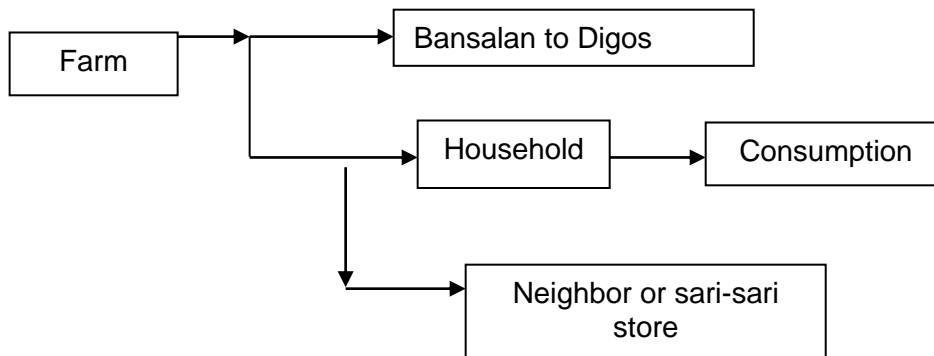 Farm
Bansalan to Digos
Household
Consumption
Neighbor or sari-sari
store